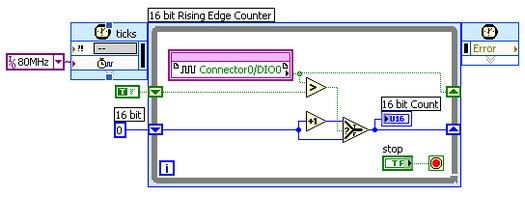 16 bit Rising Edge Counter
ticks
?!
--
Error
80MHz
Connector0/DIO0
T F
>
16 bit
0
+1
?
16 bit Count
U16
stop
TF
i